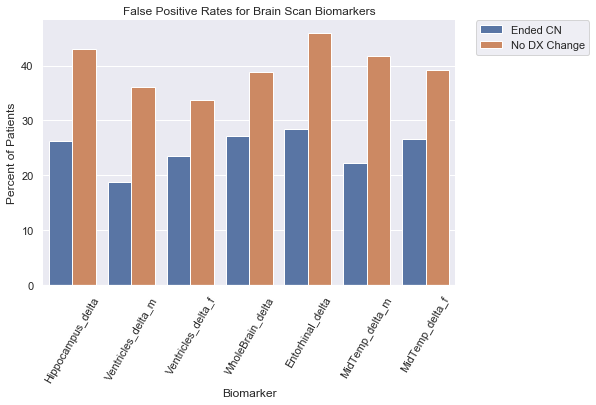 False Positive Rates for Brain Scan Biomarkers
Ended CN
No DX Change
Percent of Patients
40
30
20
10
0
Hippocampus_delta
Ventricles_delta_m
Ventricles_delta_f
WholeBrain_delta
Entorhinal_delta
MidTemp_delta_m
MidTemp_delta_f
Biomarker